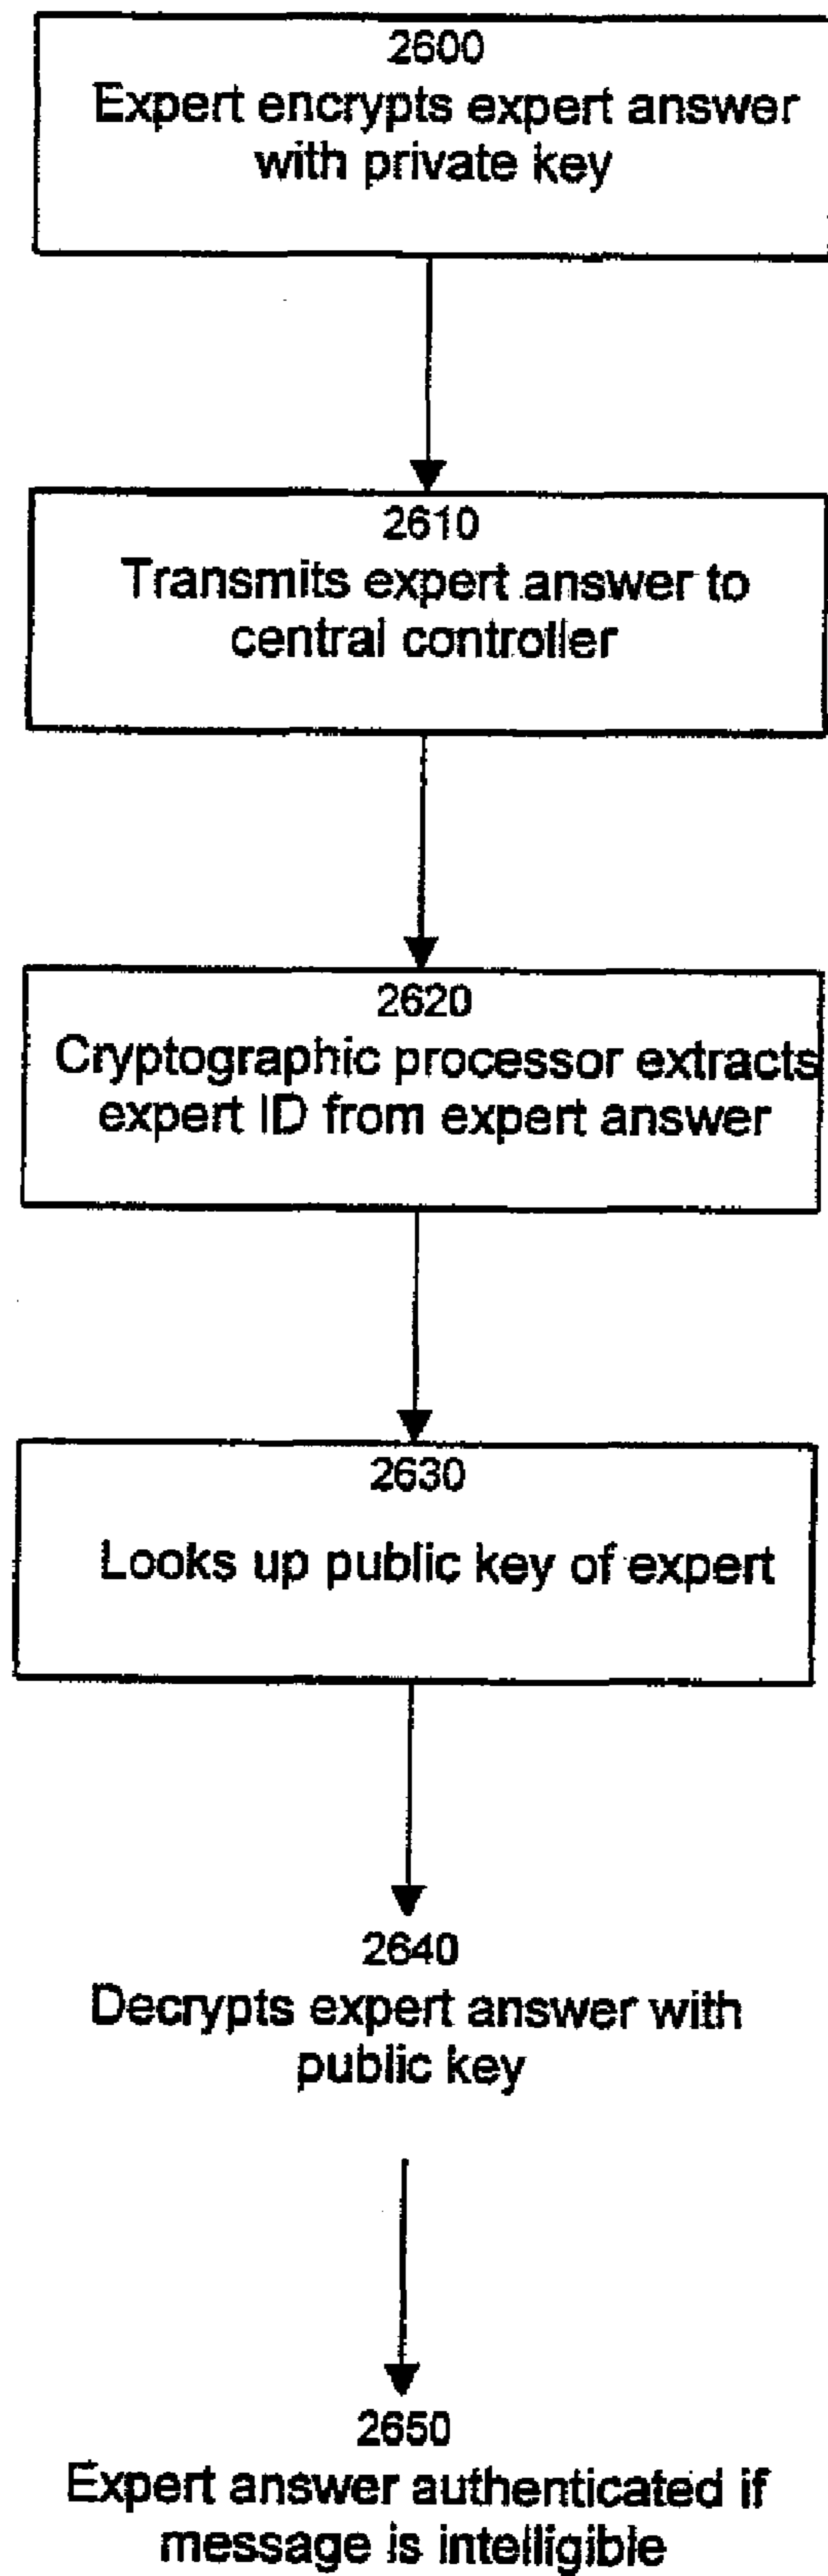 2600
Expert encrypts expert answer
with private key
2610
Transmits expert answer to
central controller
2620
Cryptographic processor extracts
expert ID from expert answer
2630
Looks up public key of expert
2640
Decrypts expert answer with
public key
2650
Expert answer authenticated if
message is intelligible